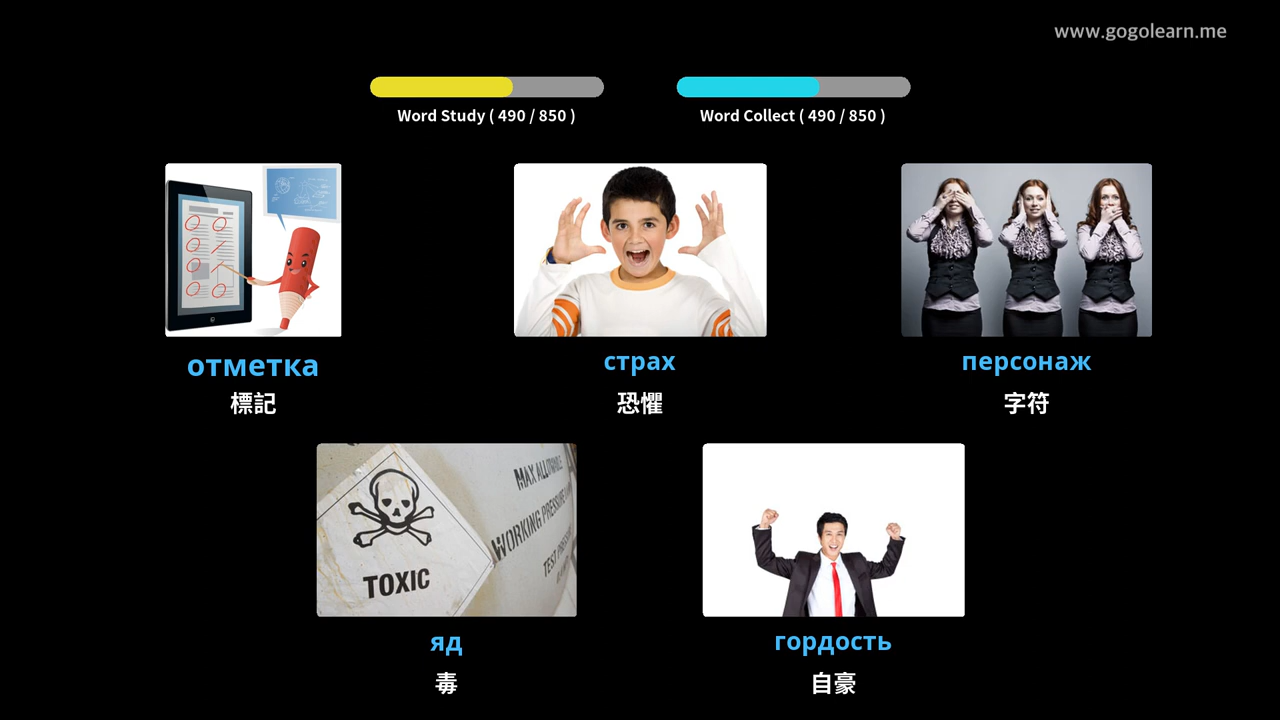 www.gogolearn.me
Word Study ( 490 / 850 )
Word Collect ( 490 / 850 )
отметка
標記
страх
恐懼
персонаж
字符
MAX
WORKING PRESSURE
TEST
TOXIC
яд
毒
гордость
自豪